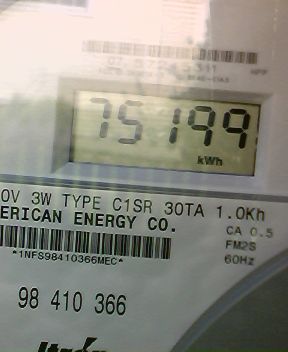 75199
kWh
0V 3W TYPE C1SR 30TA 1.0Kh
ERICAN ENERGY CO.
CA 0.5
FM2S
60Hz
*1NFS98410366MEC*
98 410 366
Itron